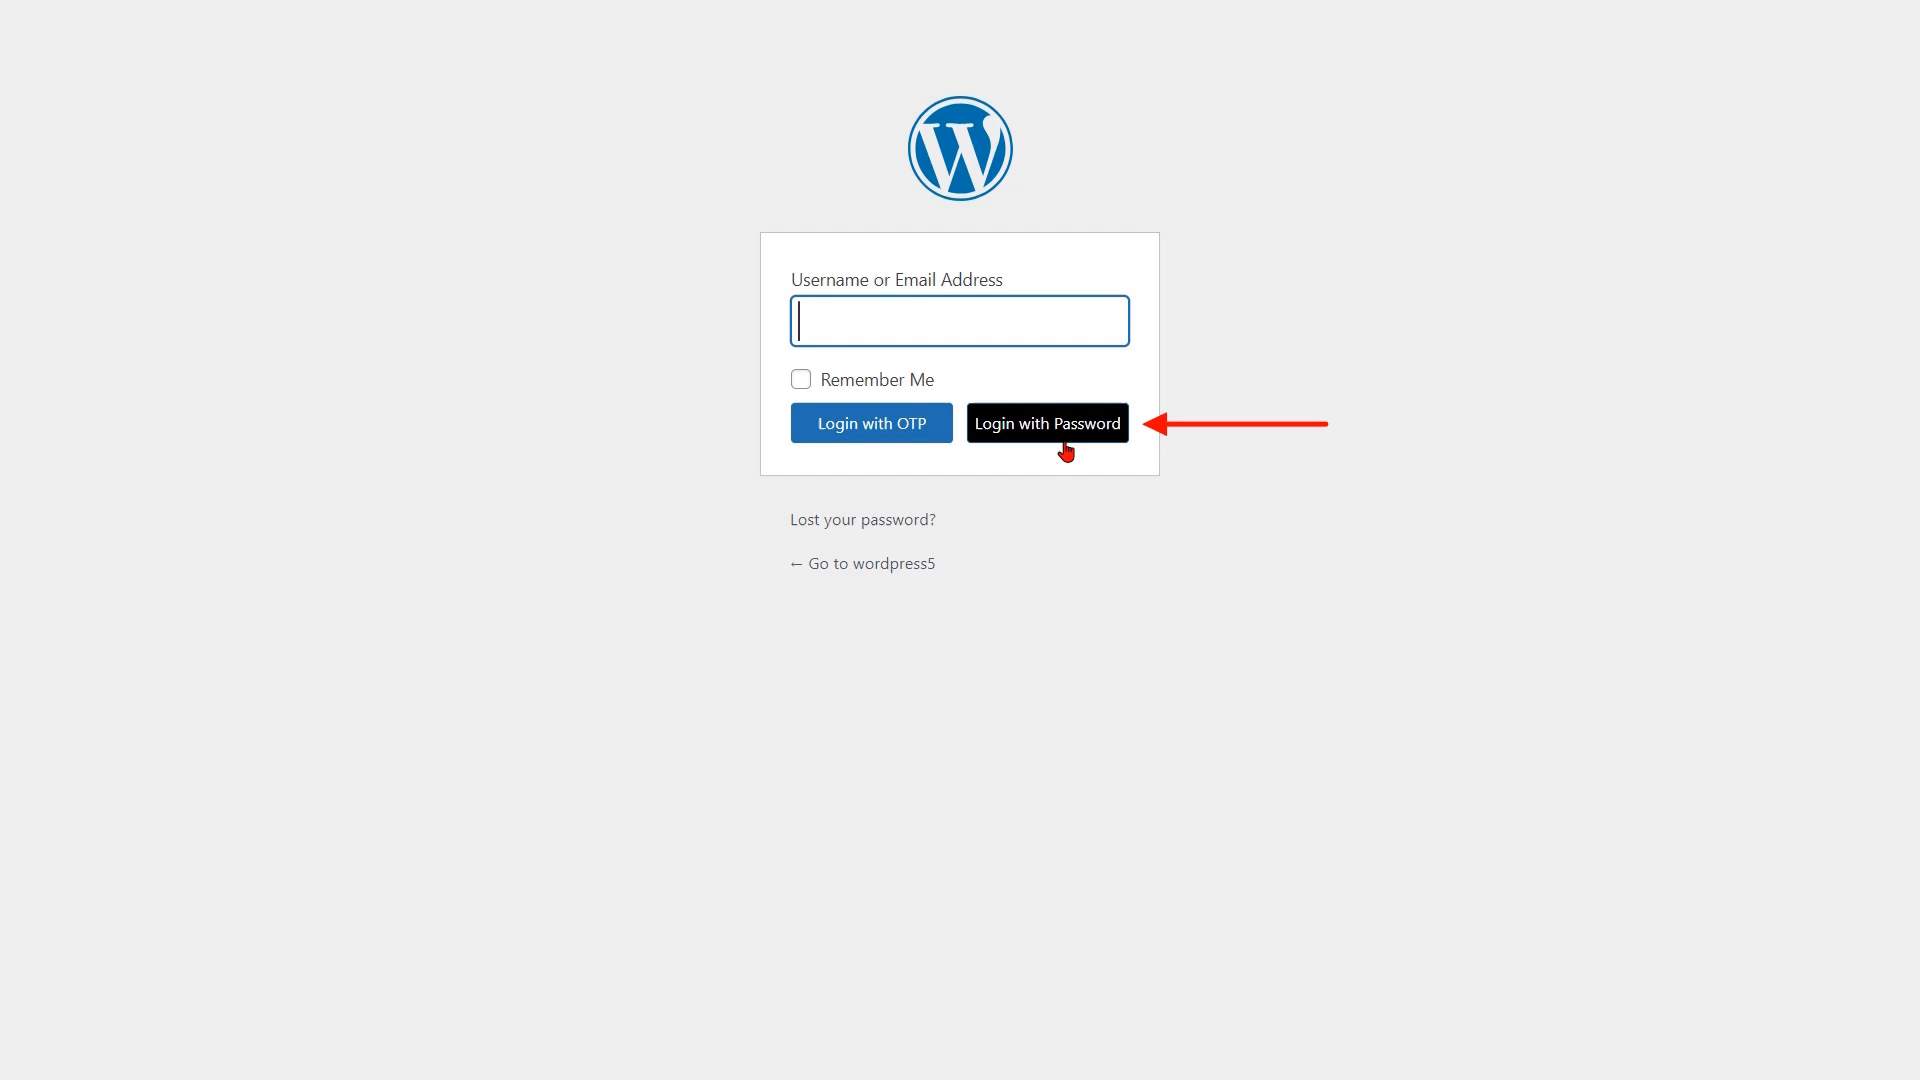 Username or Email Address
Remember Me
Login with OTP Login with Password
Lost your password?
← Go to wordpress5